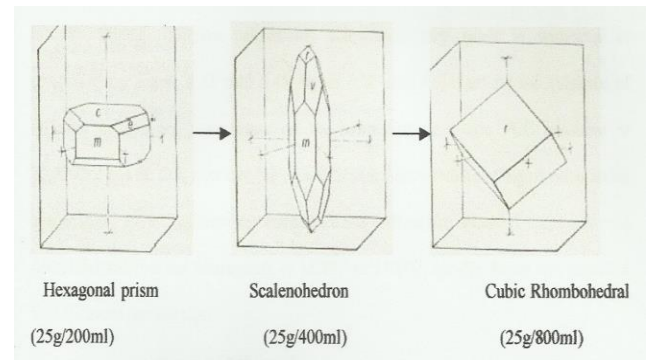 c
e
m
r
v
m
r
Hexagonal prism
Scalenohedron
Cubic Rhombohedral
(25g/200ml)
(25g/400ml)
(25g/800ml)